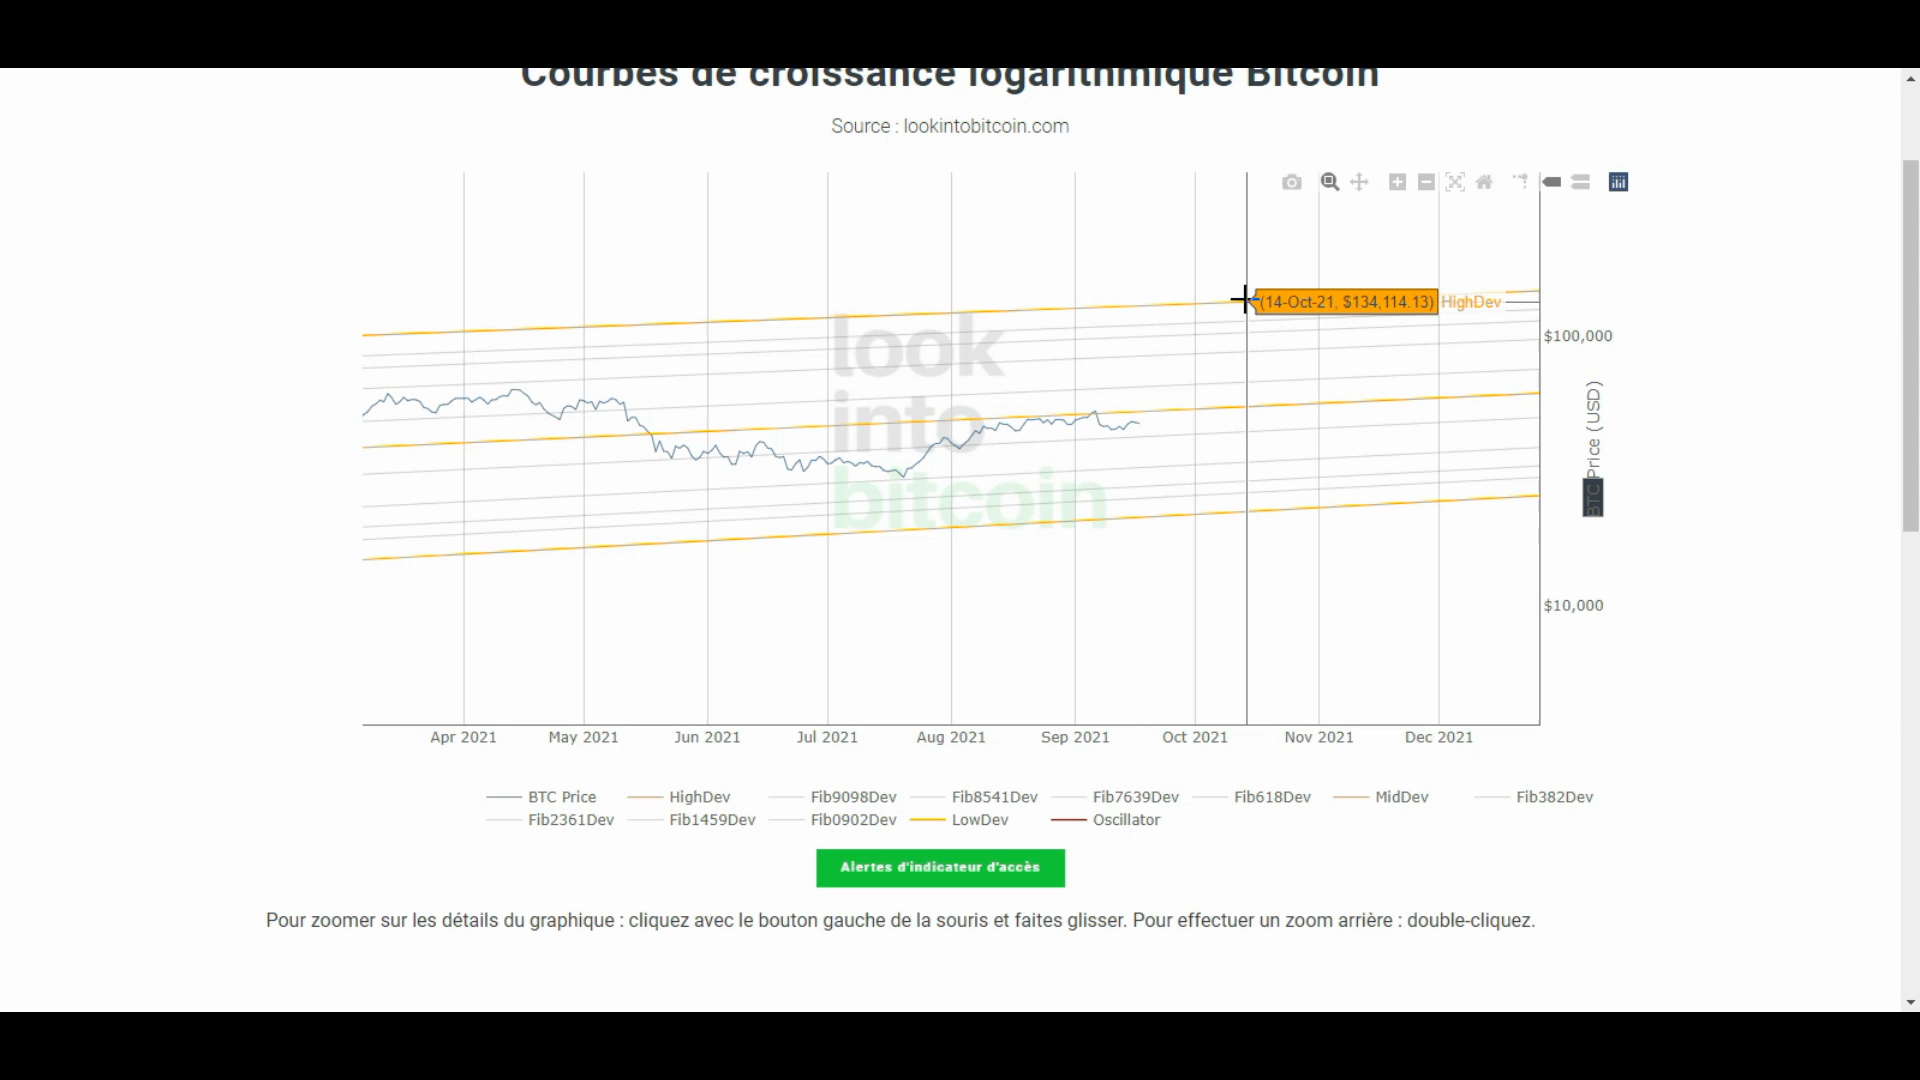 Courbes de croissance logarithmique Bitcoin
Source : lookintobitcoin.com
(14-Oct-21, $134,114.13) HighDev
look
into
bitcoin
$100,000
$10,000
BTC Price (USD)
Apr 2021 May 2021 Jun 2021 Jul 2021 Aug 2021 Sep 2021 Oct 2021 Nov 2021 Dec 2021
BTC Price HighDev Fib9098Dev Fib8541Dev Fib7639Dev Fib618Dev MidDev Fib382Dev
Fib2361Dev Fib1459Dev Fib0902Dev LowDev Oscillator
Alertes d'indicateur d'accès
Pour zoomer sur les détails du graphique : cliquez avec le bouton gauche de la souris et faites glisser. Pour effectuer un zoom arrière : double-cliquez.